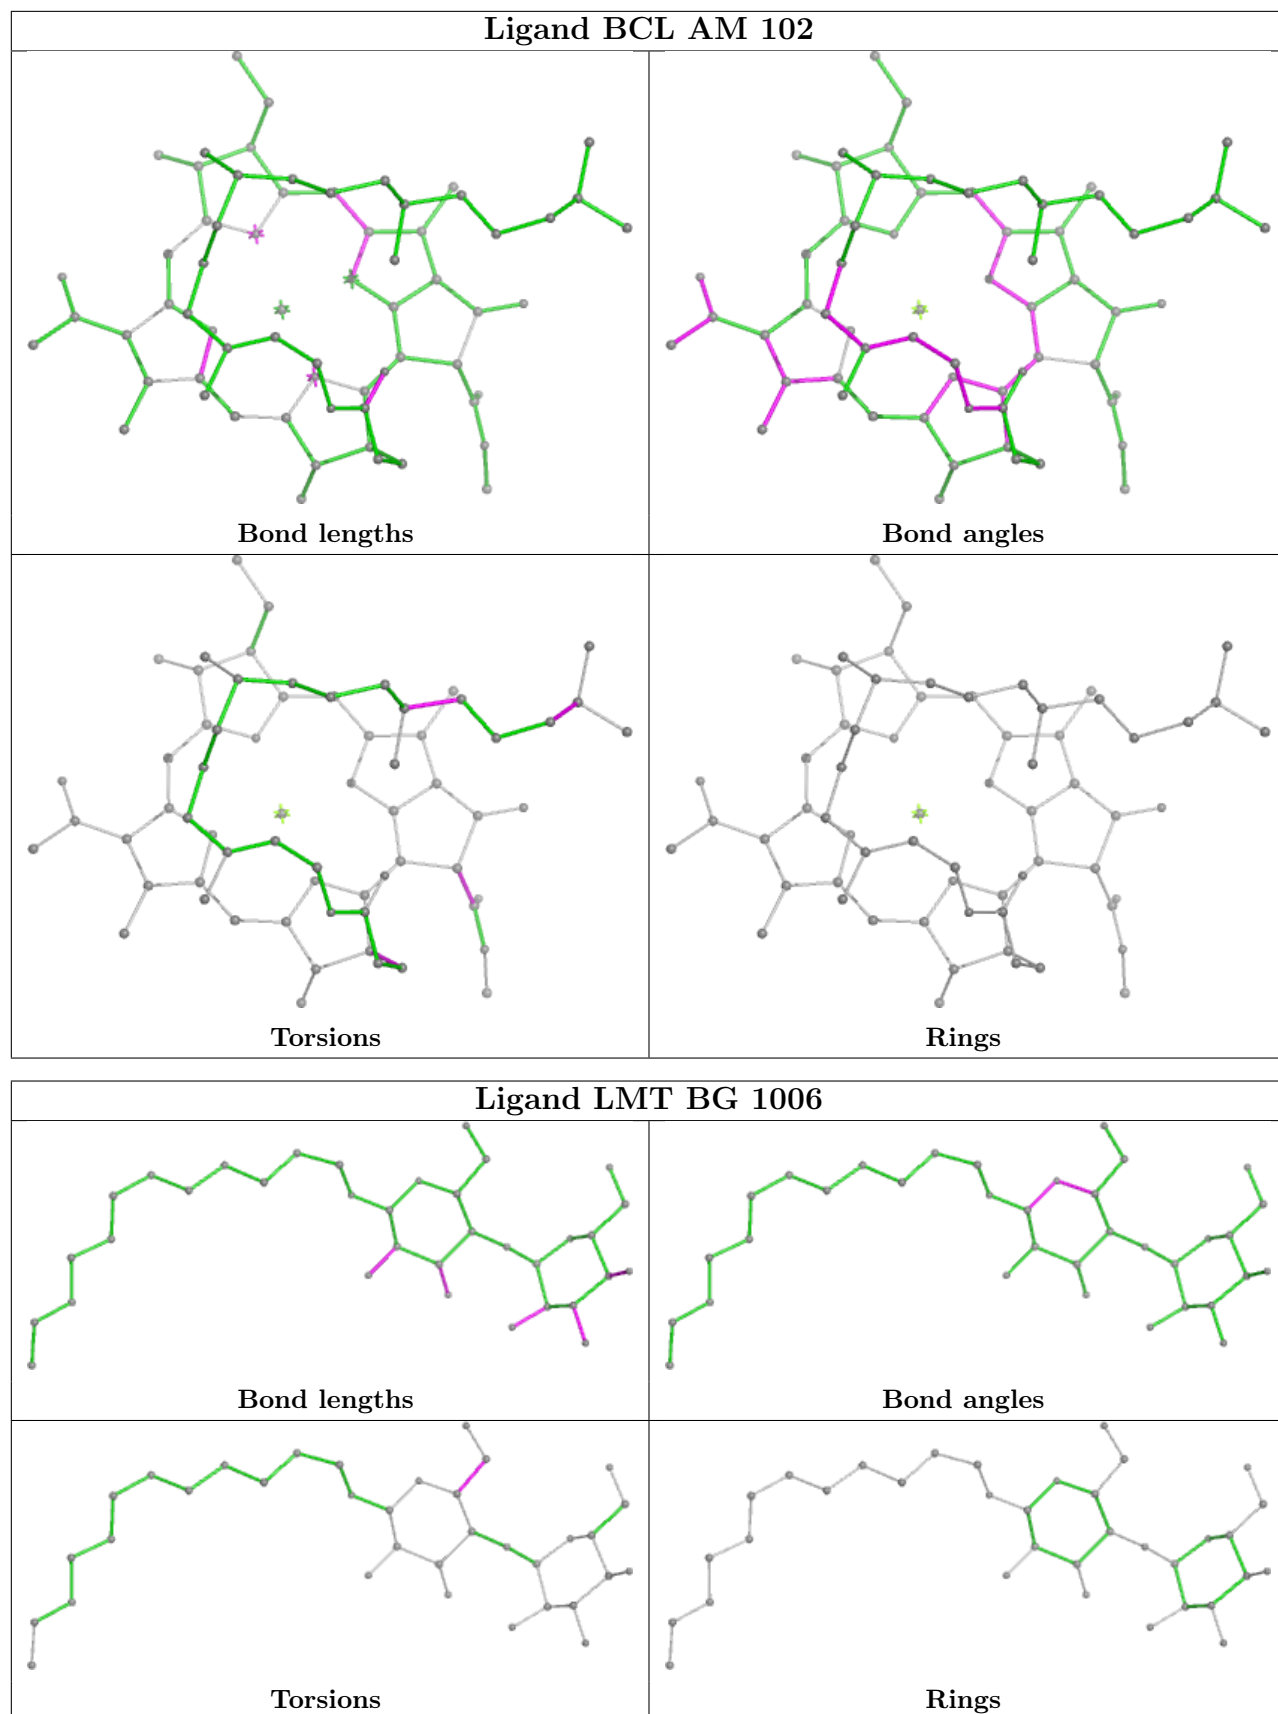 Ligand BCL AM 102
Bond lengths
Bond angles
Torsions
Rings
Ligand LMT BG 1006
Bond lengths
Bond angles
Torsions
Rings